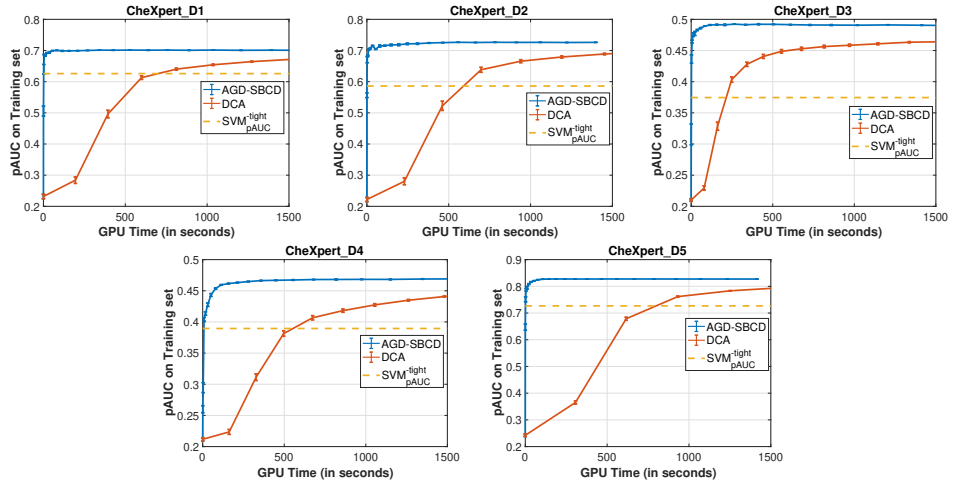 CheXpert_D1
pAUC on Training set
0.8
0.7
0.6
0.5
0.4
0.3
0.2
AGD-SBCD
DCA
SVM-tight pAUC
0 500 1000 1500
GPU Time (in seconds)
CheXpert_D2
pAUC on Training set
0.8
0.7
0.6
0.5
0.4
0.3
0.2
AGD-SBCD
DCA
SVM-tight pAUC
0 500 1000 1500
GPU Time (in seconds)
CheXpert_D3
pAUC on Training set
0.5
0.45
0.4
0.35
0.3
0.25
0.2
AGD-SBCD
DCA
SVM-tight pAUC
0 500 1000 1500
GPU Time (in seconds)
CheXpert_D4
pAUC on Training set
0.5
0.45
0.4
0.35
0.3
0.25
0.2
AGD-SBCD
DCA
SVM-tight pAUC
0 500 1000 1500
GPU Time (in seconds)
CheXpert_D5
pAUC on Training set
0.9
0.8
0.7
0.6
0.5
0.4
0.3
0.2
AGD-SBCD
DCA
SVM-tight pAUC
0 500 1000 1500
GPU Time (in seconds)